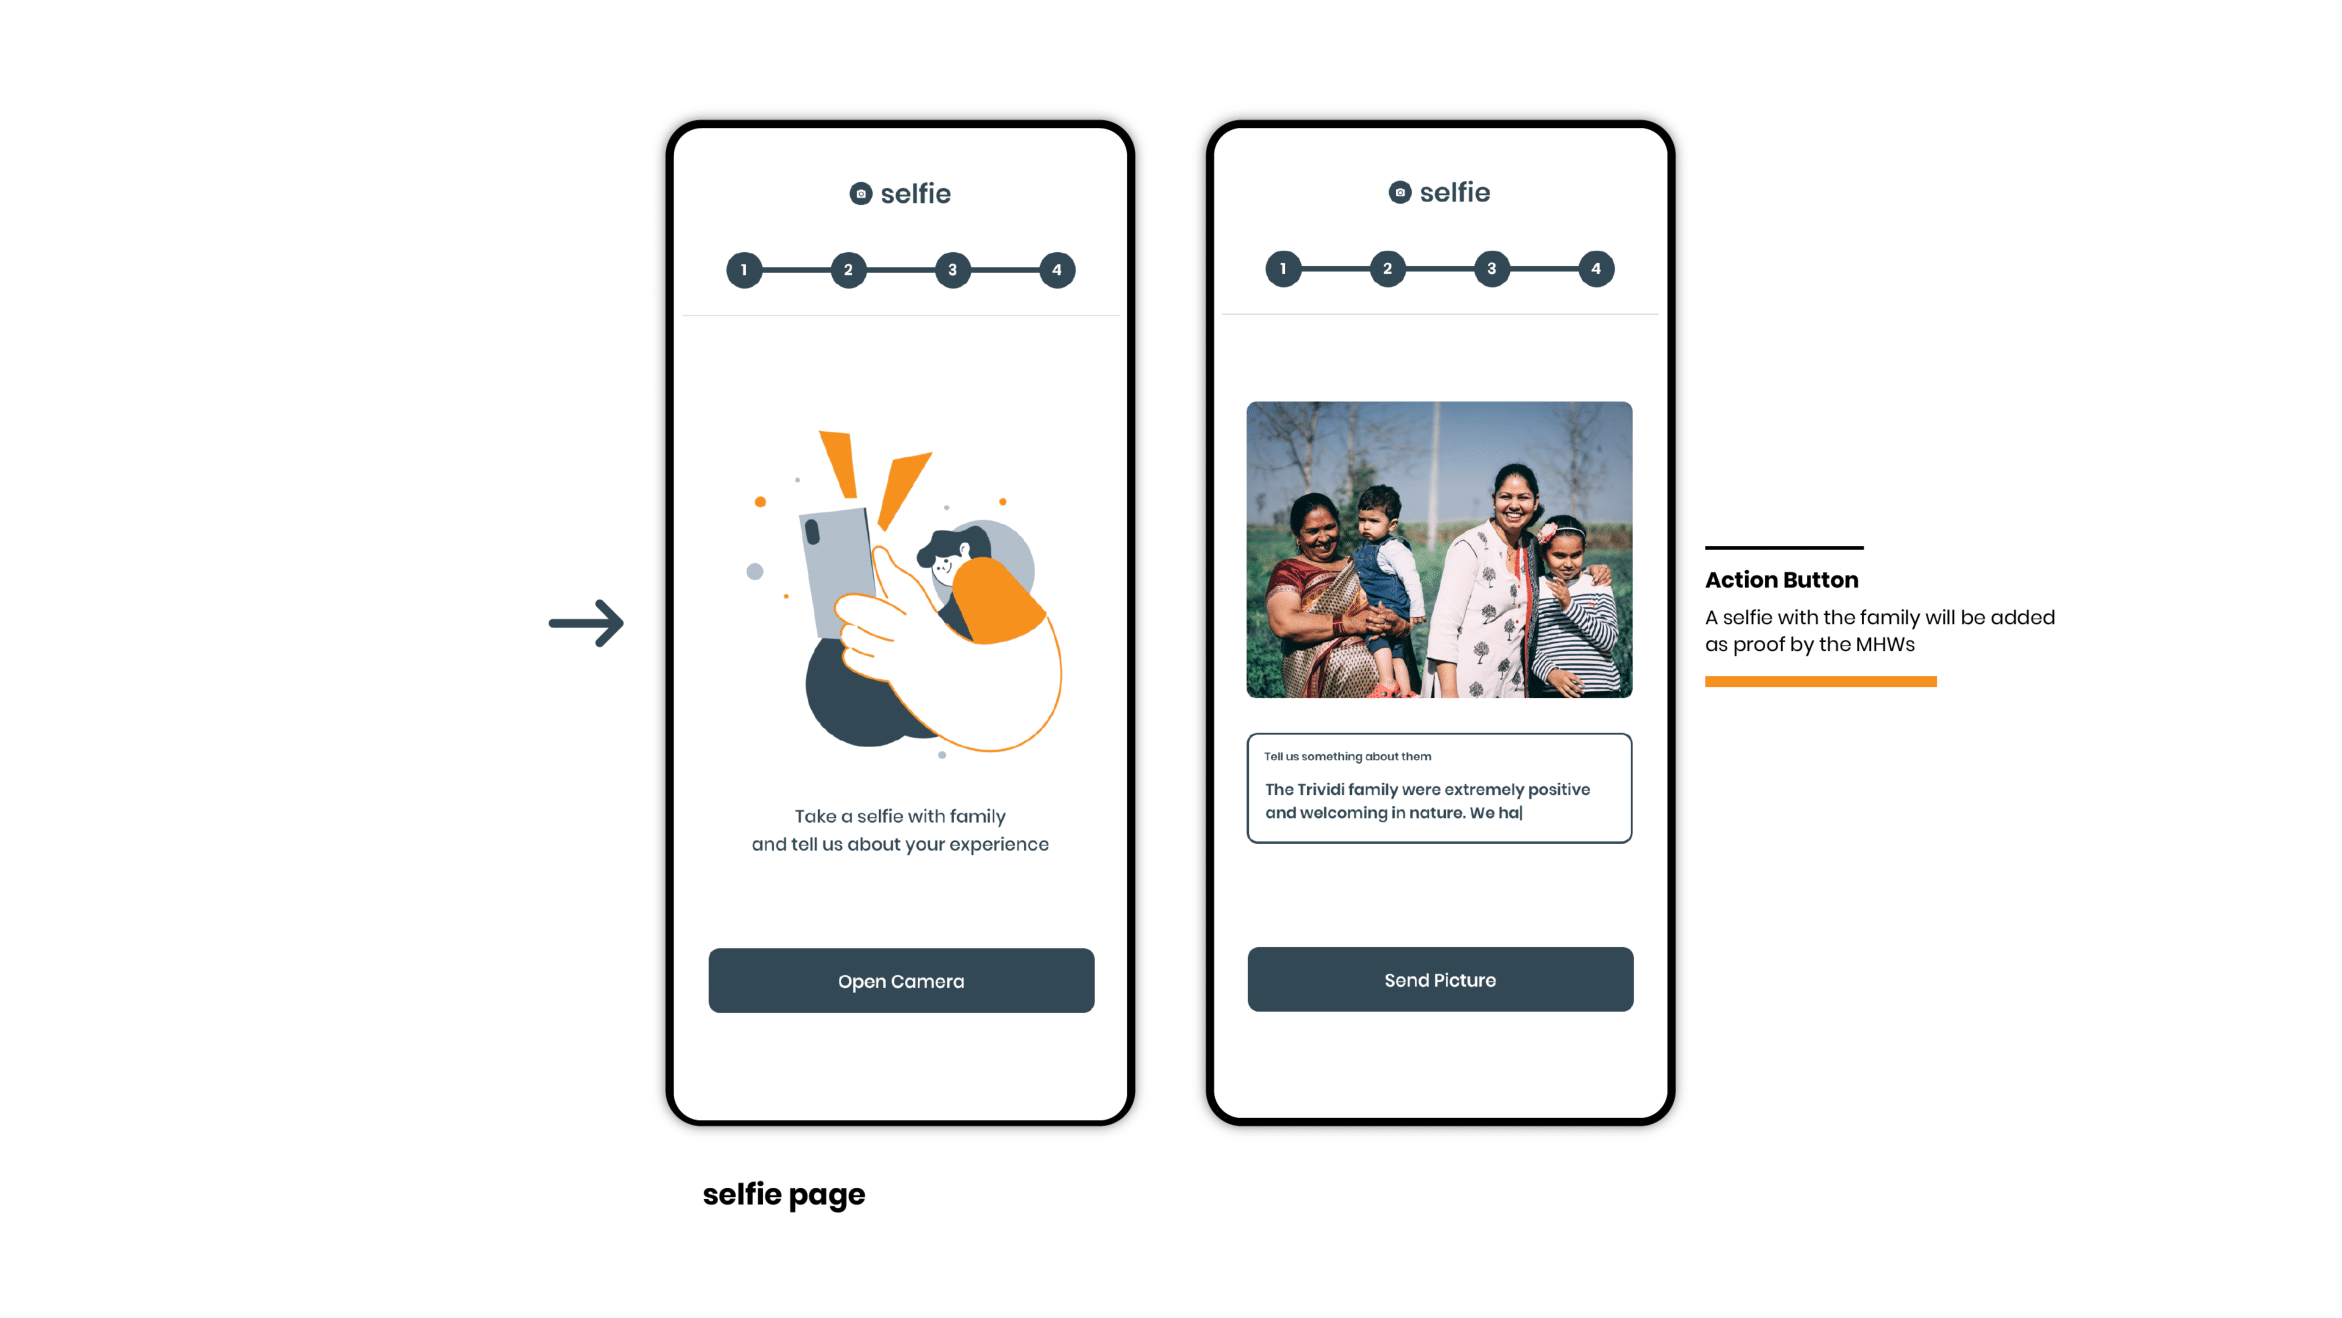 selfie
1 2 3 4
Take a selfie with family
and tell us about your experience
Open Camera
selfie page
selfie
1 2 3 4
Tell us something about them
The Trividi family were extremely positive
and welcoming in nature. We ha
Send Picture
Action Button
A selfie with the family will be added
as proof by the MHWs